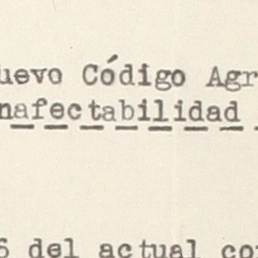 uevo Código Agr
nafectabilidad
6 del actual co